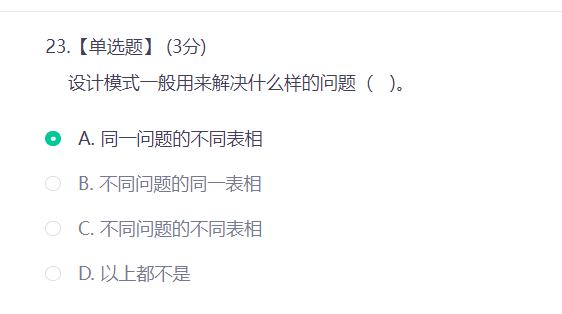 23.【单选题】 (3分)
设计模式一般用来解决什么样的问题（ )。
A. 同一问题的不同表相
B. 不同问题的同一表相
C. 不同问题的不同表相
D. 以上都不是